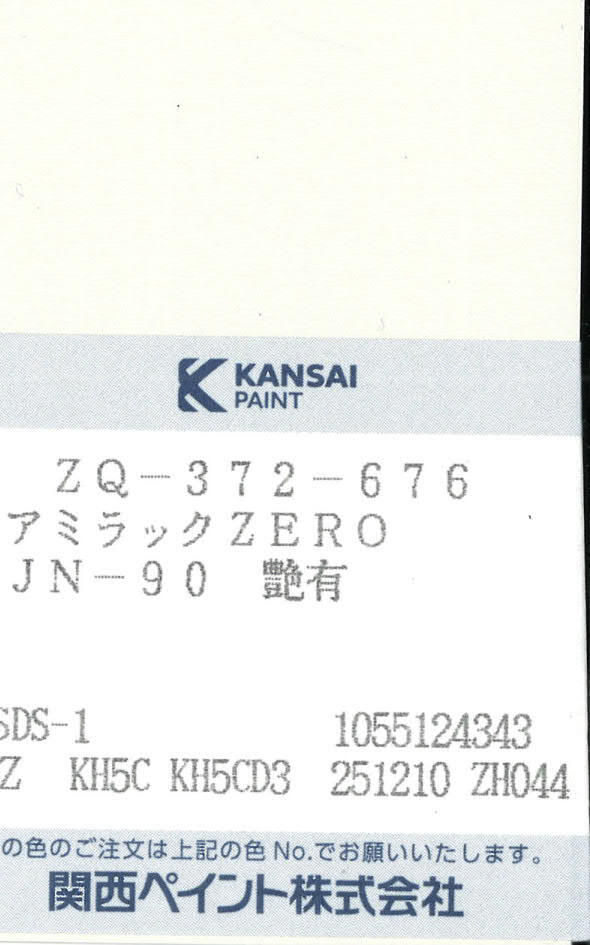 KANSAI
PAINT
ZQ-372-676
アミラックZERO
JN-90 艶有
SDS-1 1055124343
Z KH5C KH5CD3 251210 ZH044
の色のご注文は上記の色No.でお願いいたします。
関西ペイント株式会社